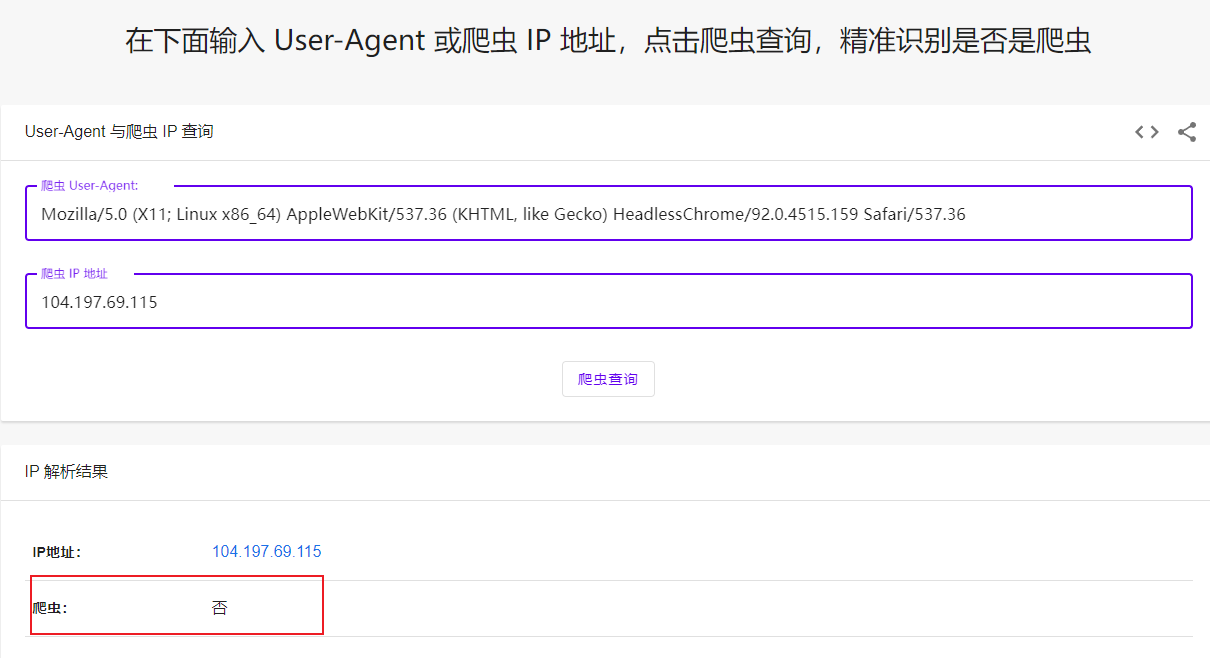 在下面输入 User-Agent 或爬虫 IP 地址，点击爬虫查询，精准识别是否是爬虫
User-Agent 与爬虫 IP 查询
爬虫 User-Agent:
Mozilla/5.0 (X11; Linux x86_64) AppleWebKit/537.36 (KHTML, like Gecko) HeadlessChrome/92.0.4515.159 Safari/537.36
爬虫 IP 地址
104.197.69.115
爬虫查询
IP 解析结果
IP地址: 104.197.69.115
爬虫: 否